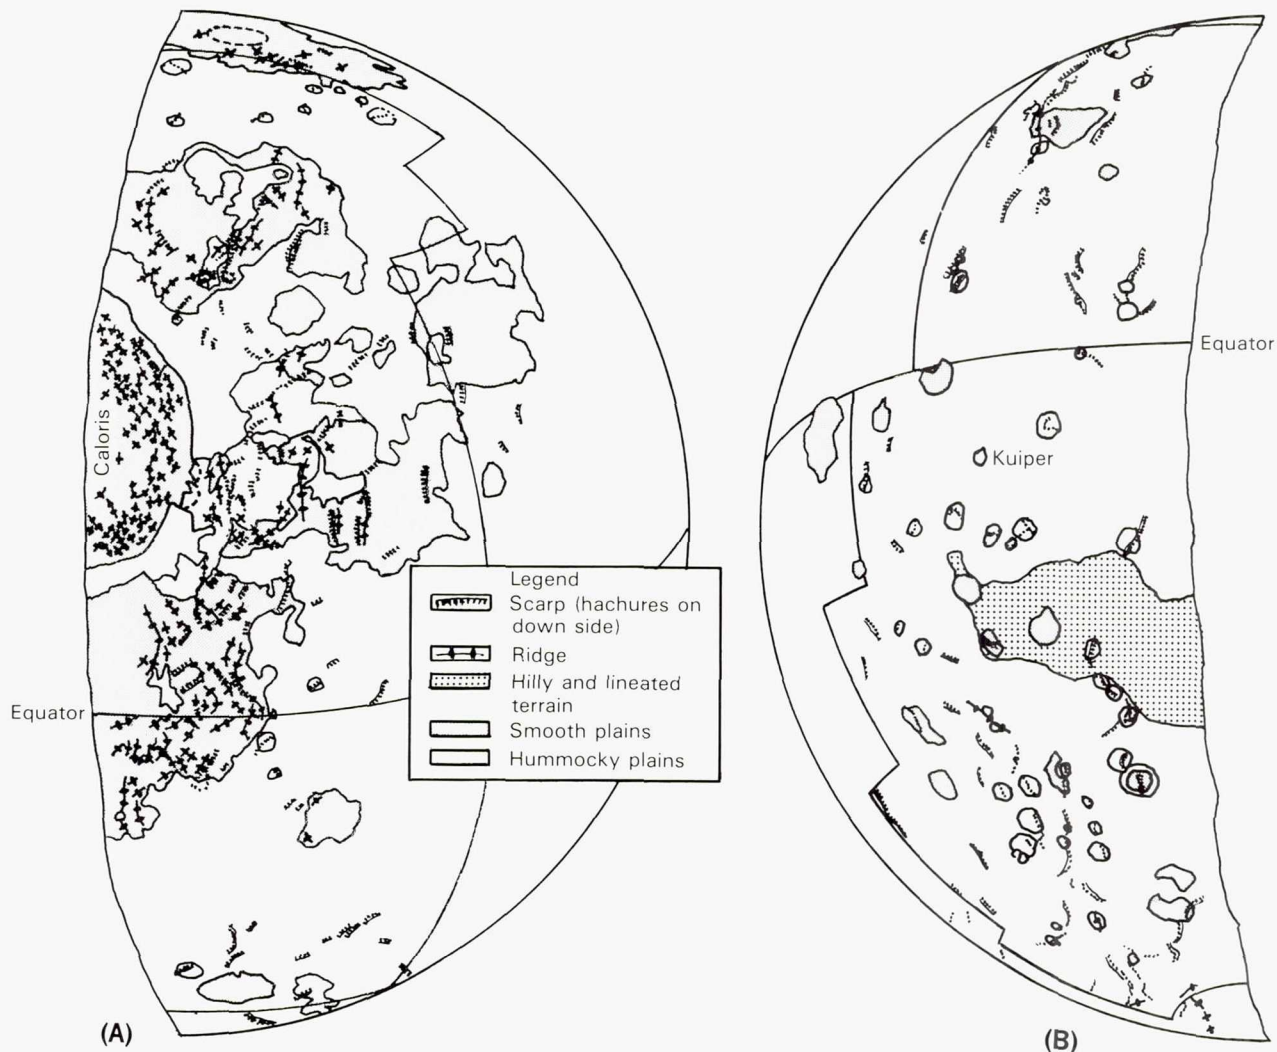 Caloris
Equator
Legend
Scarp (hachures on
down side)
Ridge
Hilly and lineated
terrain
Smooth plains
Hummocky plains
(A)
Equator
Kuiper
(B)